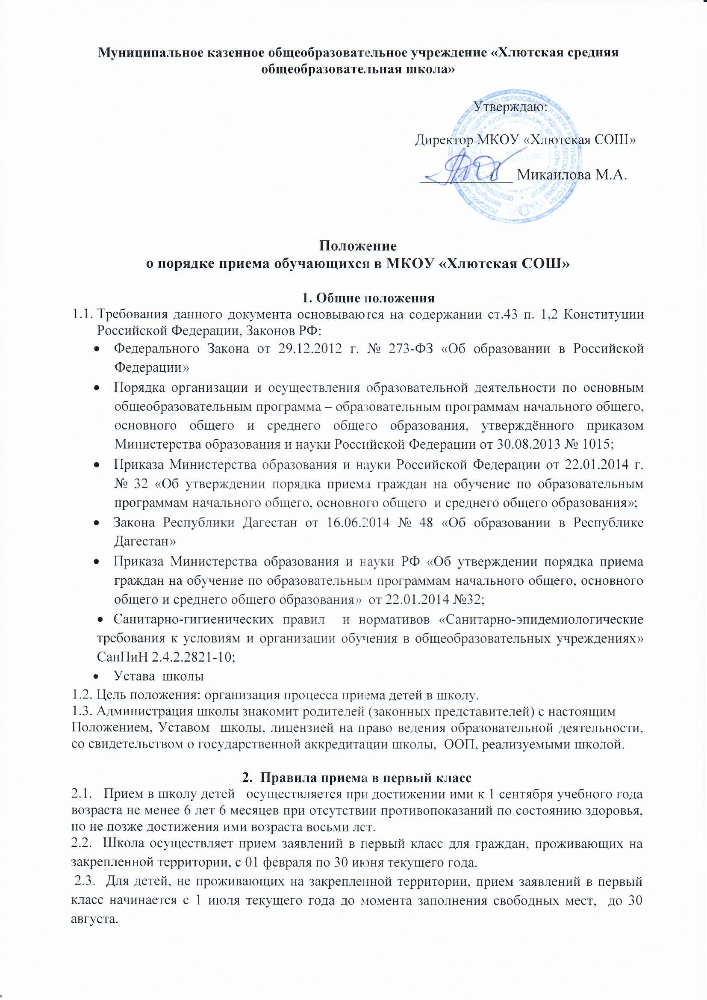 Муниципальное казенное общеобразовательное учреждение «Хлютская средняя
общеобразовательная школа»
Утверждаю:
Директор МКОУ «Хлютская СОШ»
Микаилова М.А.
Положение
о порядке приема обучающихся в МКОУ «Хлютская СОШ»
1. Общие положения
1.1. Требования данного документа основываются на содержании ст.43 п. 1,2 Конституции
Российской Федерации, Законов РФ:
• Федерального Закона от 29.12.2012 г. № 273-ФЗ «Об образовании в Российской
Федерации»
• Порядка организации и осуществления образовательной деятельности по основным
общеобразовательным программа – образовательным программам начального общего,
основного общего и среднего общего образования, утверждённого приказом
Министерства образования и науки Российской Федерации от 30.08.2013 № 1015;
• Приказа Министерства образования и науки Российской Федерации от 22.01.2014 г.
№ 32 «Об утверждении порядка приема граждан на обучение по образовательным
программам начального общего, основного общего и среднего общего образования»;
• Закона Республики Дагестан от 16.06.2014 № 48 «Об образовании в Республике
Дагестан»
• Приказа Министерства образования и науки РФ «Об утверждении порядка приема
граждан на обучение по образовательным программам начального общего, основного
общего и среднего общего образования» от 22.01.2014 №32;
• Санитарно-гигиенических правил и нормативов «Санитарно-эпидемиологические
требования к условиям и организации обучения в общеобразовательных учреждениях»
СанПиН 2.4.2.2821-10;
• Устава школы
1.2. Цель положения: организация процесса приема детей в школу.
1.3. Администрация школы знакомит родителей (законных представителей) с настоящим
Положением, Уставом школы, лицензией на право ведения образовательной деятельности,
со свидетельством о государственной аккредитации школы, ООП, реализуемыми школой.
2. Правила приема в первый класс
2.1. Прием в школу детей осуществляется при достижении ими к 1 сентября учебного года
возраста не менее 6 лет 6 месяцев при отсутствии противопоказаний по состоянию здоровья,
но не позже достижения ими возраста восьми лет.
2.2. Школа осуществляет прием заявлений в первый класс для граждан, проживающих на
закрепленной территории, с 01 февраля по 30 июня текущего года.
2.3. Для детей, не проживающих на закрепленной территории, прием заявлений в первый
класс начинается с 1 июля текущего года до момента заполнения свободных мест, до 30
августа.